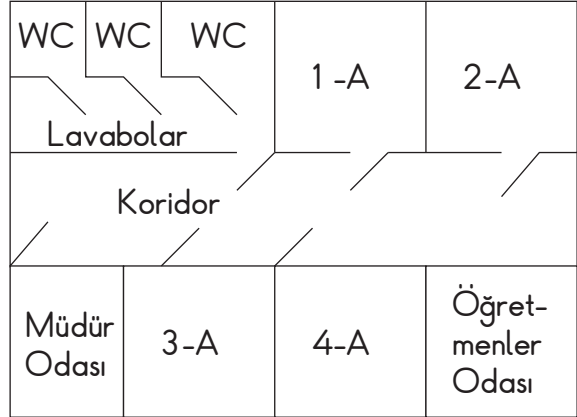 WC WC WC
1-A
2-A
Lavabolar
Koridor
Müdür
Odası
3-A
4-A
Öğret-
menler
Odası